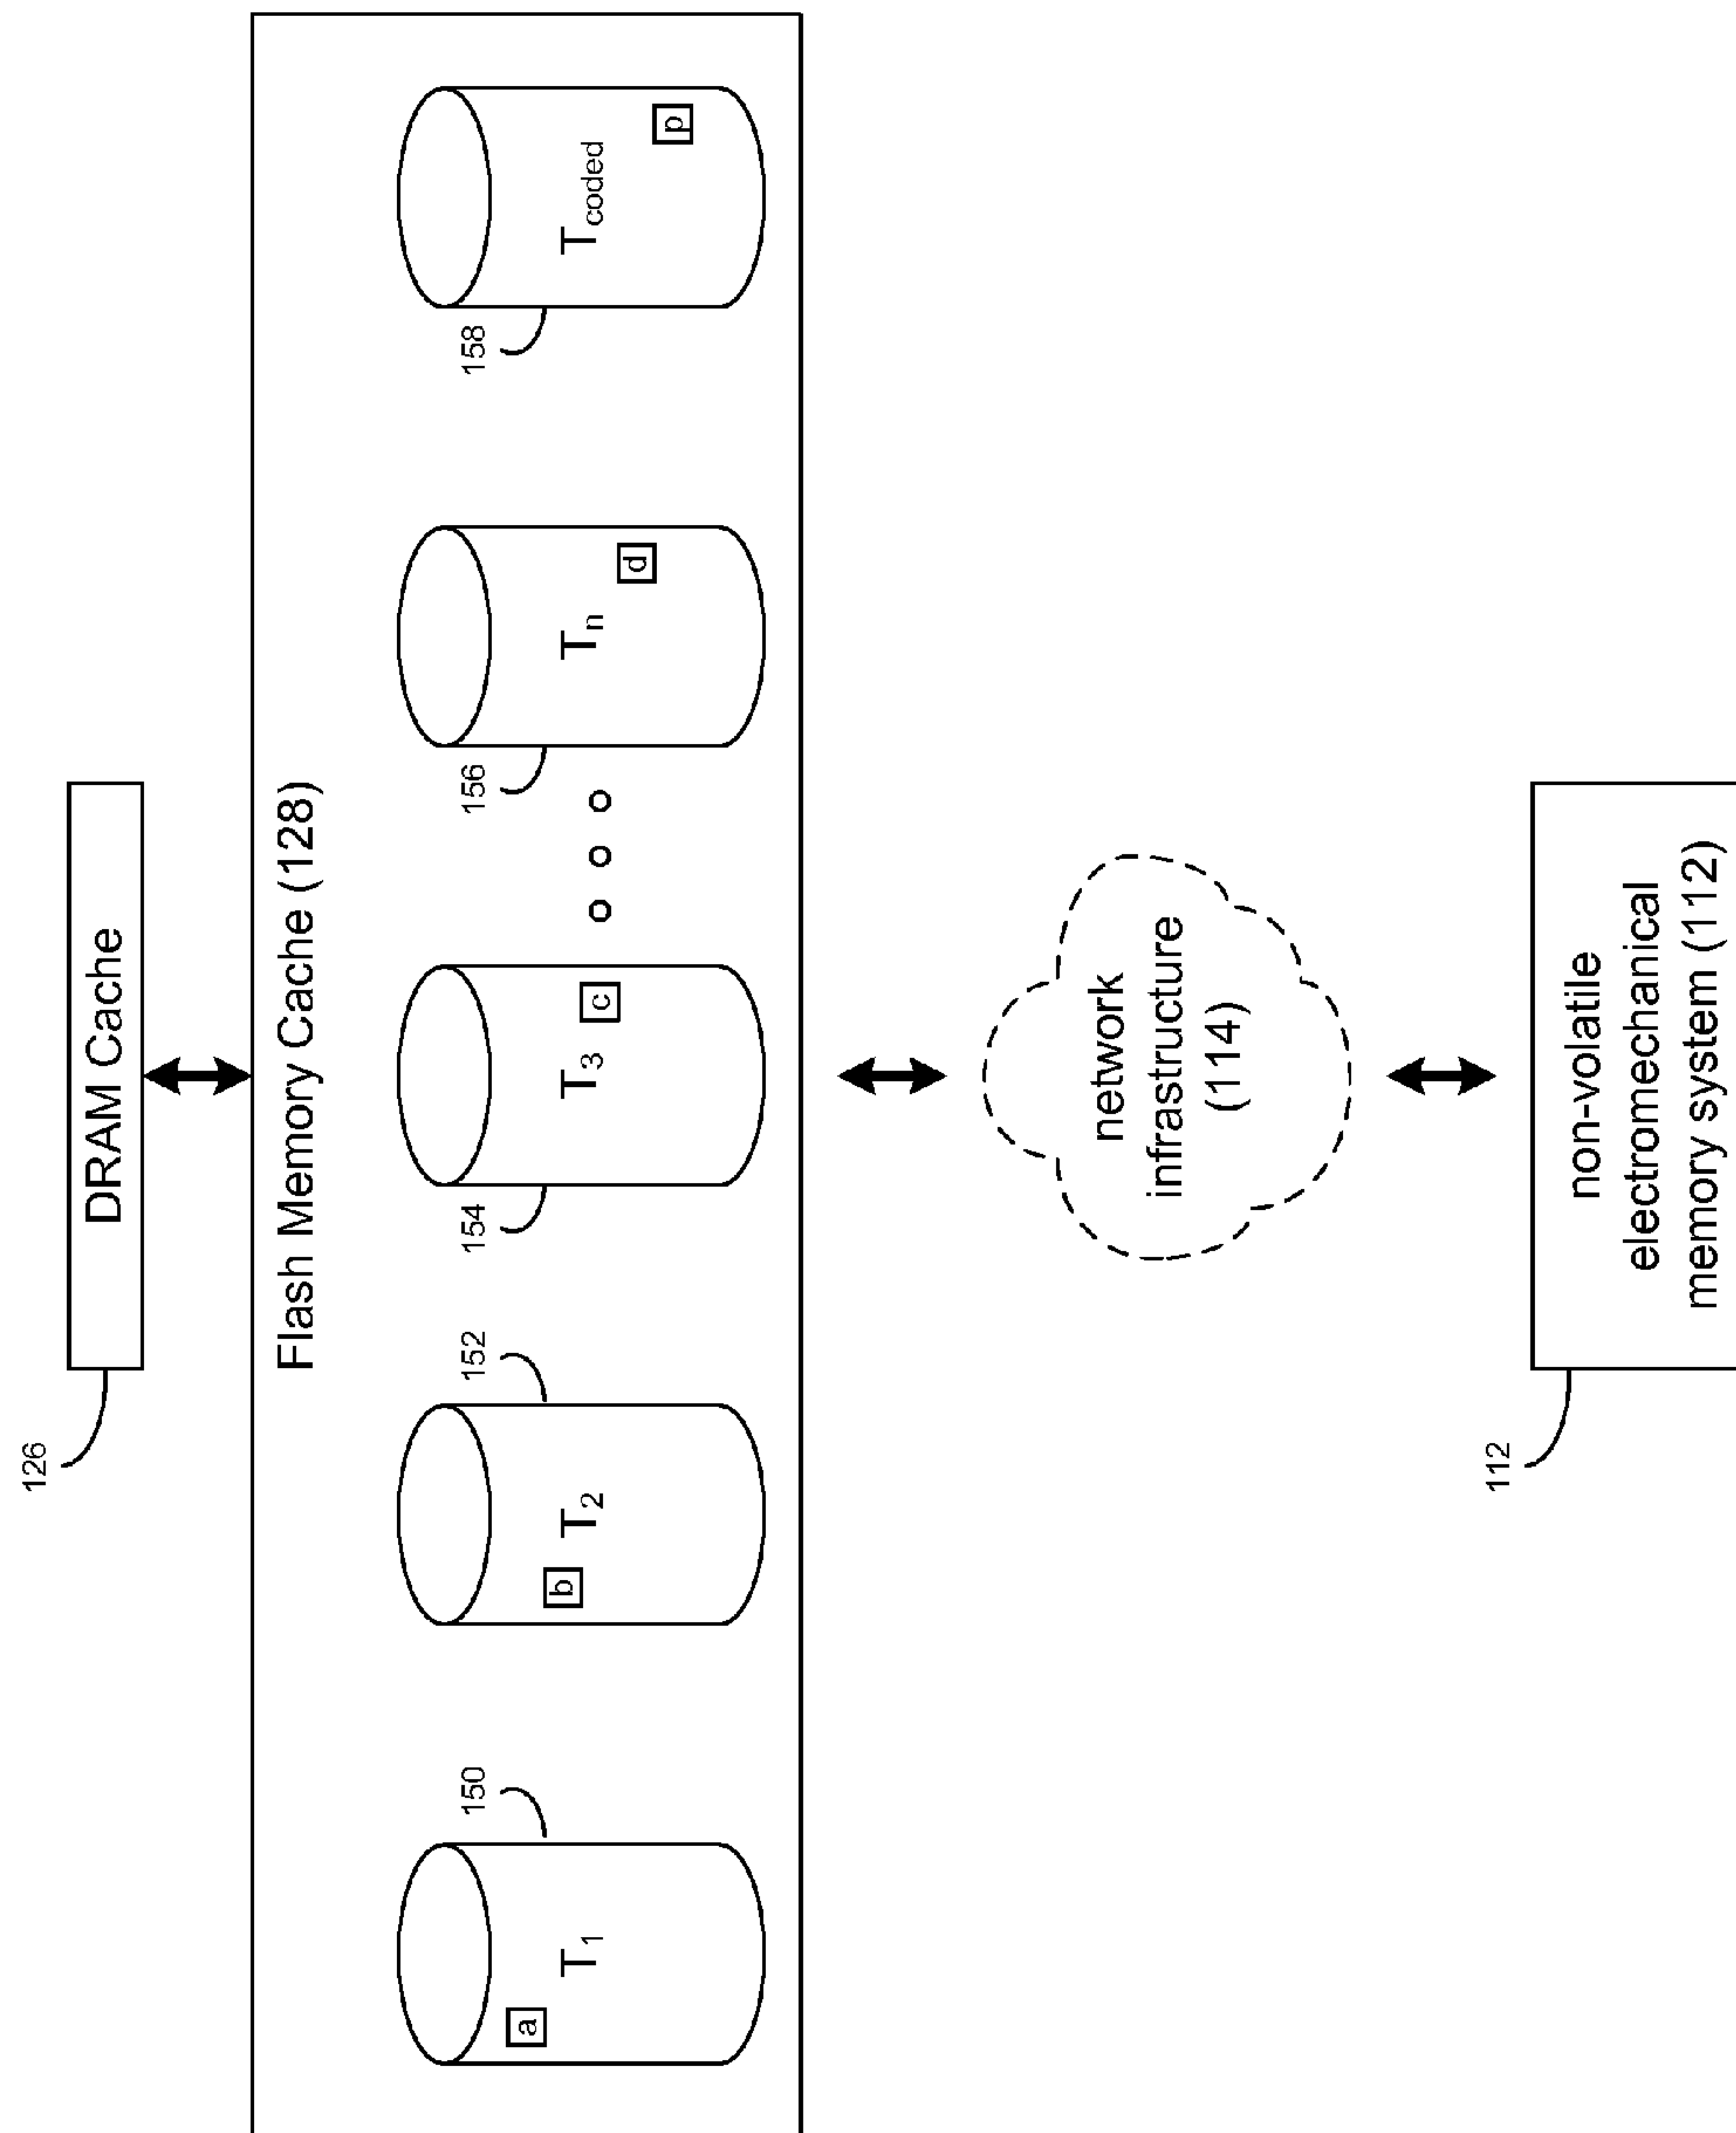 126
DRAM Cache
Flash Memory Cache (128)
150
152
154
156
158
a
T1
b
T2
T3
c
Tn
d
Tcoded
p
network
infrastructure
(114)
112
non-volatile
electromechanical
memory system (112)